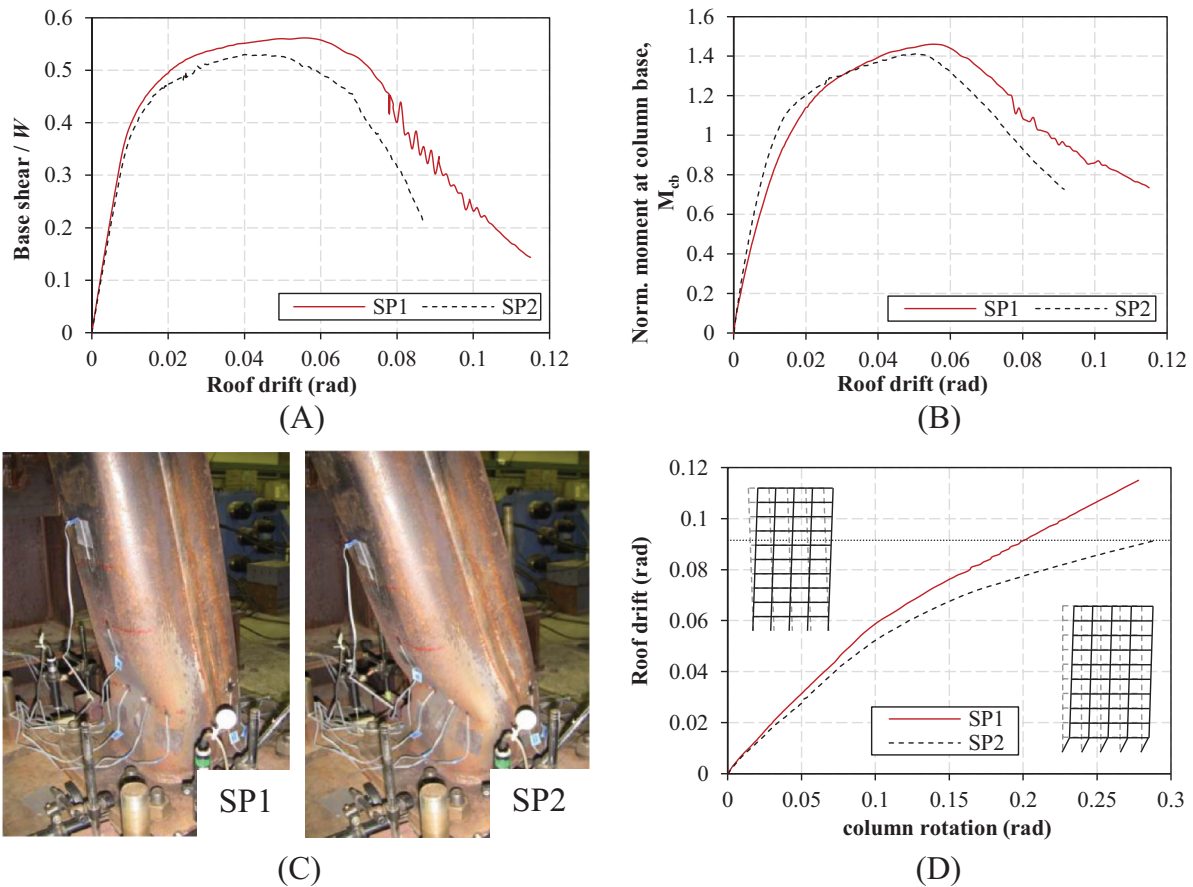 0.6
0.5
0.4
0.3
0.2
0.1
0
Base shear / W
SP1 SP2
0 0.02 0.04 0.06 0.08 0.1 0.12
Roof drift (rad)
(A)
1.6
1.4
1.2
1
0.8
0.6
1.4
1.2
0
Norm. moment at column base,
Mcb
SP1 SP2
0 0.02 0.04 0.06 0.08 0.1 0.12
Roof drift (rad)
(B)
SP1
SP2
(C)
0.12
0.1
0.08
0.06
0.04
0.02
0
Roof drift (rad)
SP1
SP2
0 0.05 0.1 0.15 0.2 0.25 0.3
column rotation (rad)
(D)